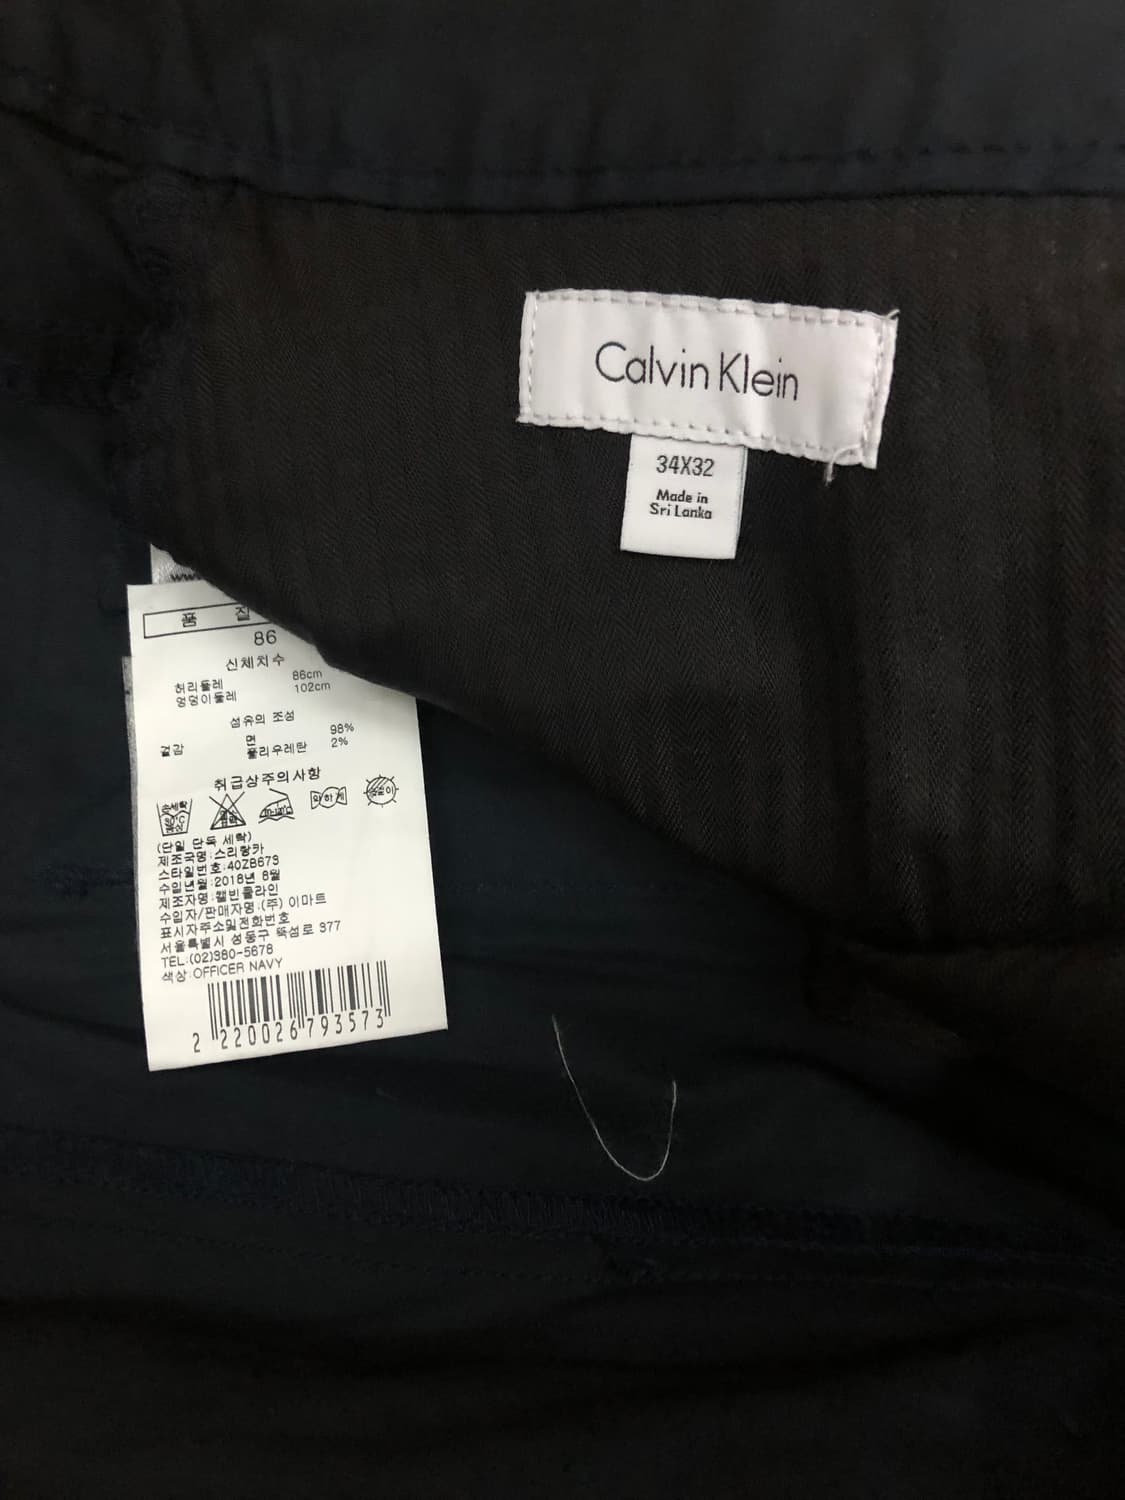 Calvin Klein
34X32
Made in
Sri Lanka
품 질
86
신체치수
허리둘레 86cm
엉덩이둘레 102cm
섬유의 조성
겉감 면 98%
폴리우레탄 2%
취급상주의사항
약하게
(단일 단독 세탁)
제조국명:스리랑카
스타일번호:40ZB679
수입년월:2018년 8월
제조자명:캘빈클라인
수입자/판매자명:(주) 이마트
표시자주소및전화번호
서울특별시 성동구 뚝섬로 377
TEL:(02)380-5678
색상:OFFICER NAVY
2 220026 793573